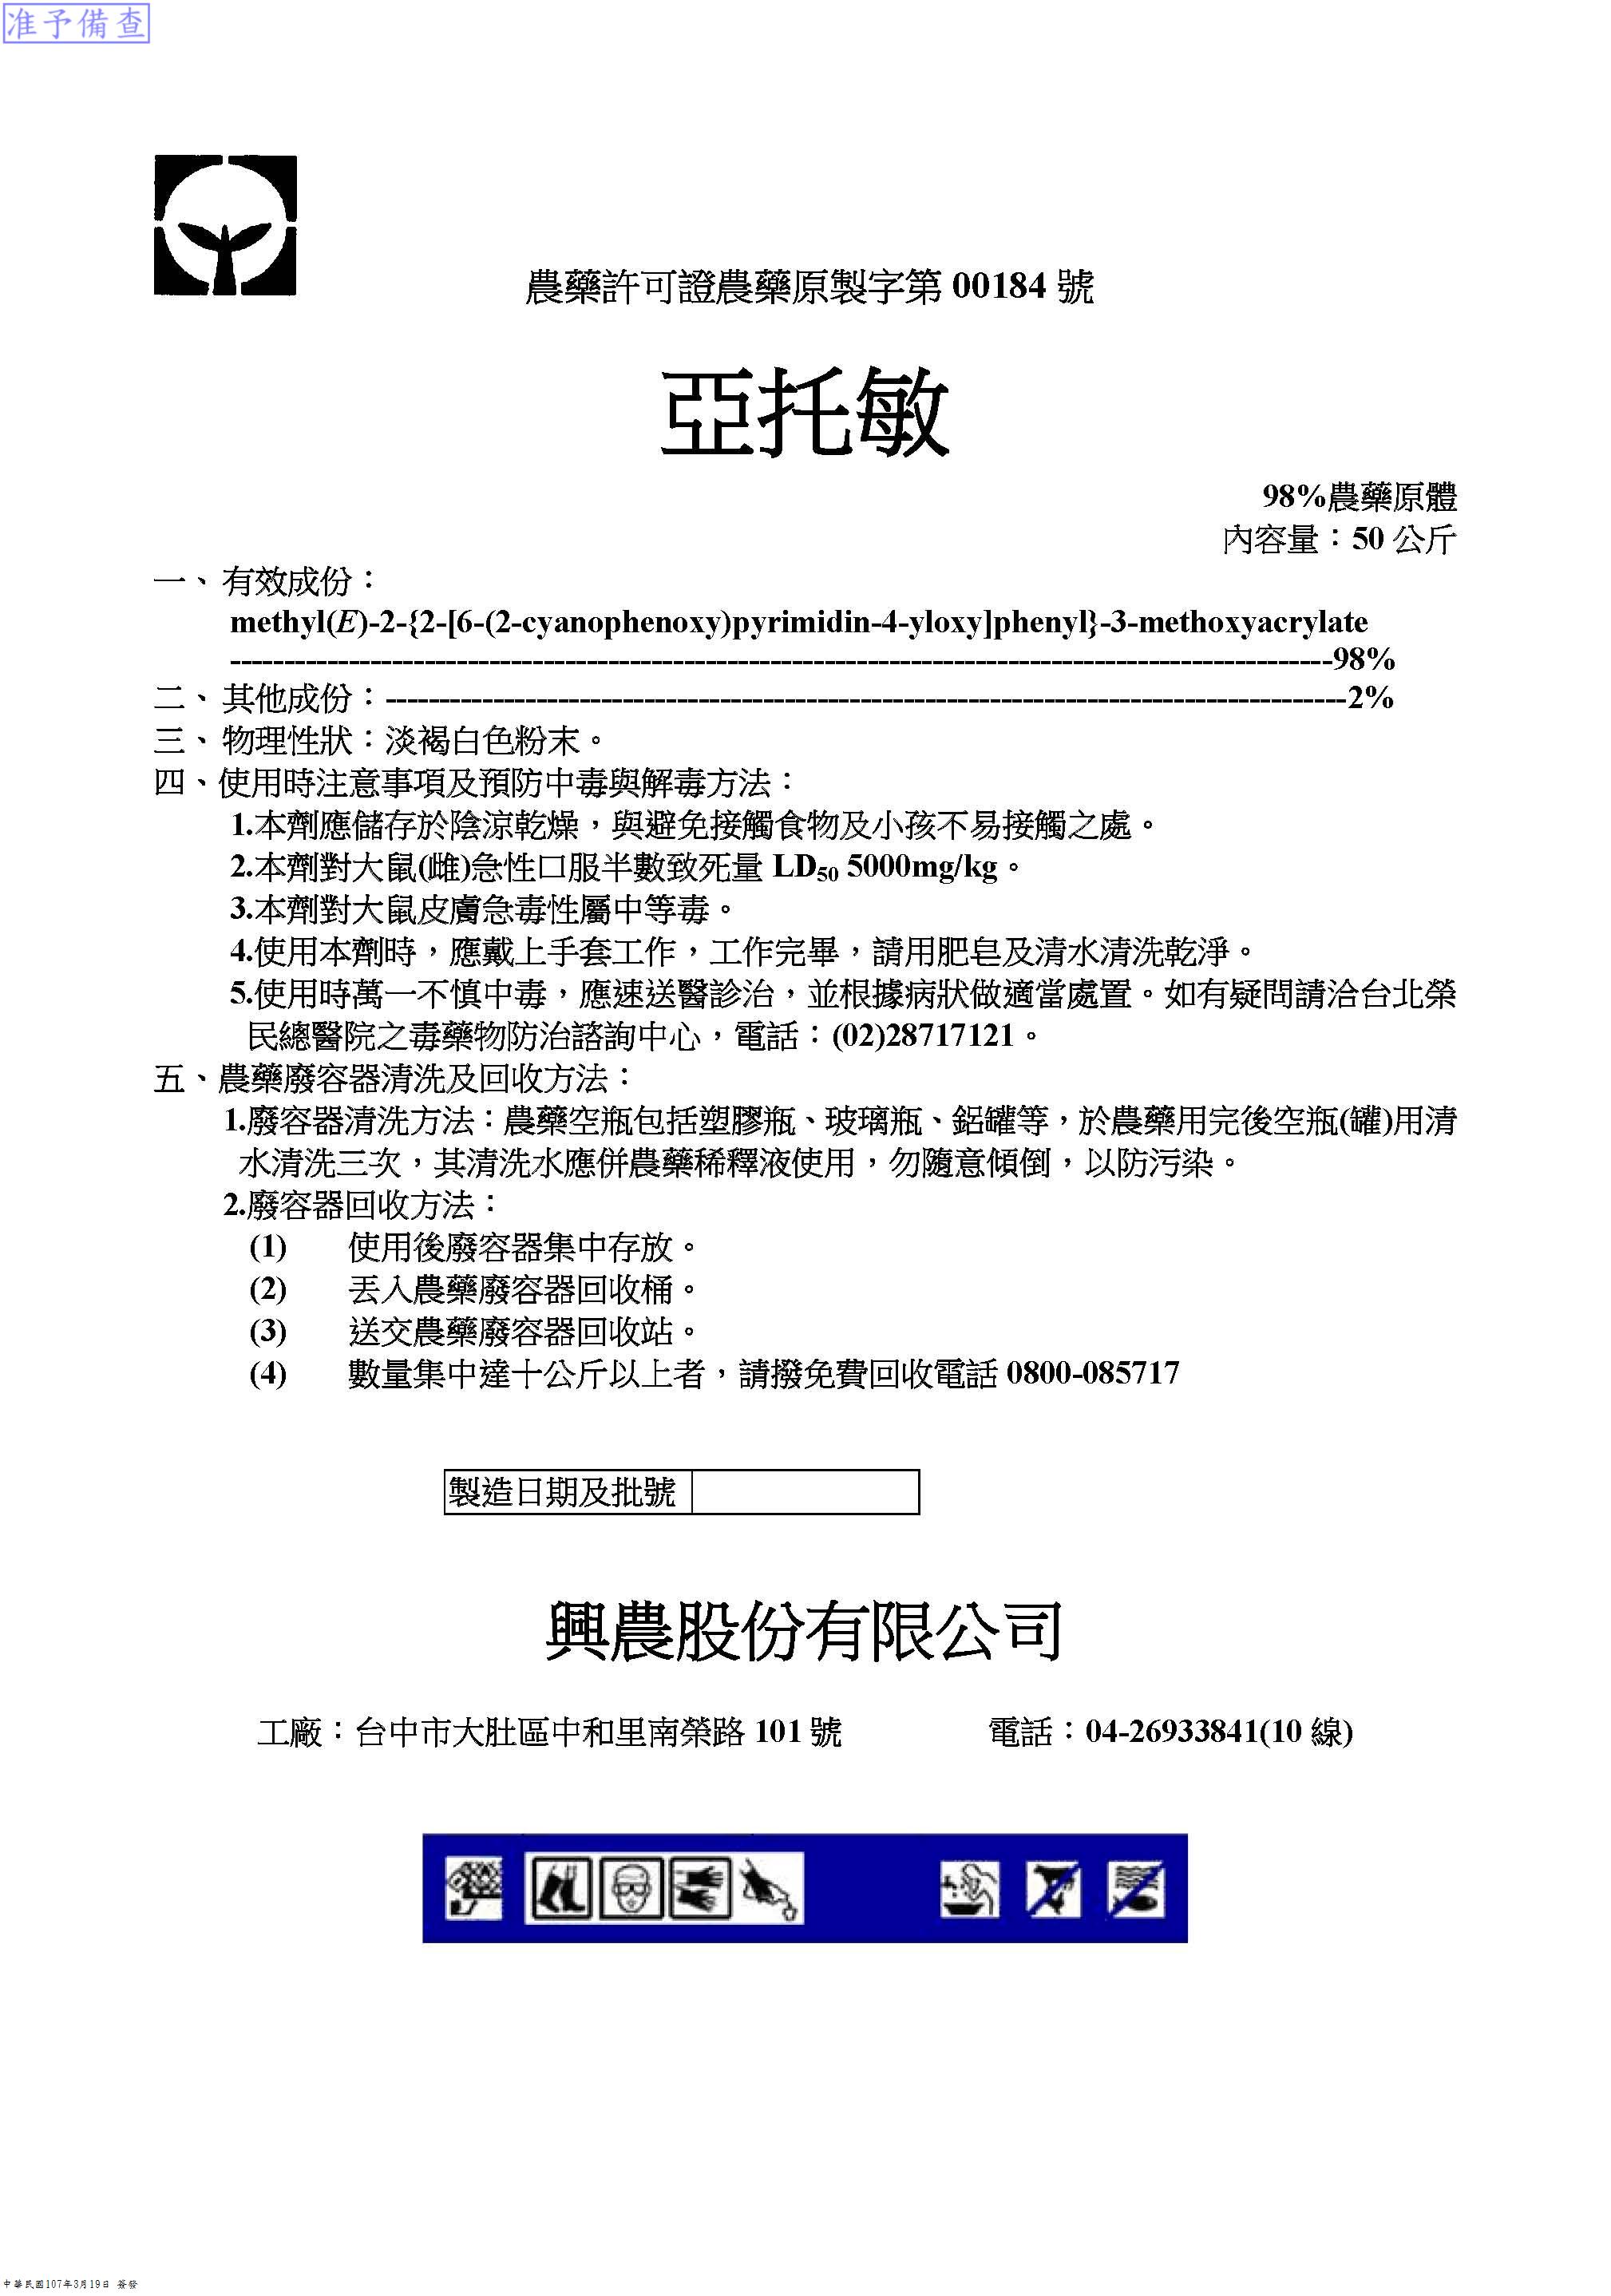 准予備查
農藥許可證農藥原製字第 00184 號
亞托敏
98%農藥原體
內容量：50 公斤
一、有效成份：
methyl(E)-2-{2-[6-(2-cyanophenoxy)pyrimidin-4-yloxy]phenyl}-3-methoxyacrylate
------------------------------------------------------------------------------------------------------98%
二、其他成份：-----------------------------------------------------------------------------------------2%
三、物理性狀：淡褐白色粉末。
四、使用時注意事項及預防中毒與解毒方法：
1.本劑應儲存於陰涼乾燥，與避免接觸食物及小孩不易接觸之處。
2.本劑對大鼠(雌)急性口服半數致死量 LD50 5000mg/kg。
3.本劑對大鼠皮膚急毒性屬中等毒。
4.使用本劑時，應戴上手套工作，工作完畢，請用肥皂及清水清洗乾淨。
5.使用時萬一不慎中毒，應速送醫診治，並根據病狀做適當處置。如有疑問請洽台北榮
民總醫院之毒藥物防治諮詢中心，電話：(02)28717121。
五、農藥廢容器清洗及回收方法：
1.廢容器清洗方法：農藥空瓶包括塑膠瓶、玻璃瓶、鋁罐等，於農藥用完後空瓶(罐)用清
水清洗三次，其清洗水應併農藥稀釋液使用，勿隨意傾倒，以防污染。
2.廢容器回收方法：
(1) 使用後廢容器集中存放。
(2) 丟入農藥廢容器回收桶。
(3) 送交農藥廢容器回收站。
(4) 數量集中達十公斤以上者，請撥免費回收電話 0800-085717
製造日期及批號
興農股份有限公司
工廠：台中市大肚區中和里南榮路 101 號 電話：04-26933841(10 線)
中華民國107年3月19日 簽發